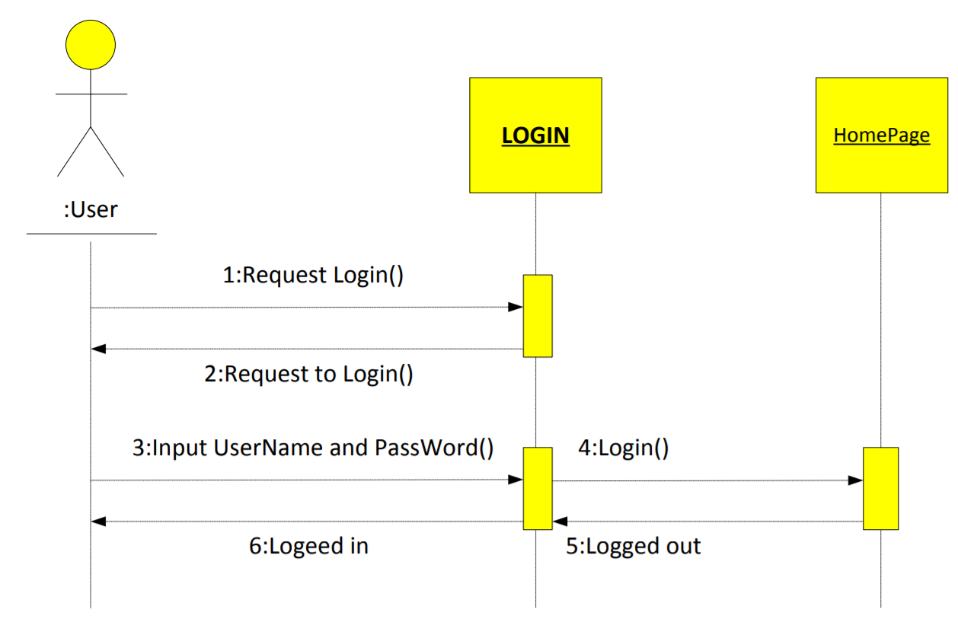 LOGIN
HomePage
:User
1:Request Login()
2:Request to Login()
3:Input UserName and PassWord()
4:Login()
6:Logeed in
5:Logged out